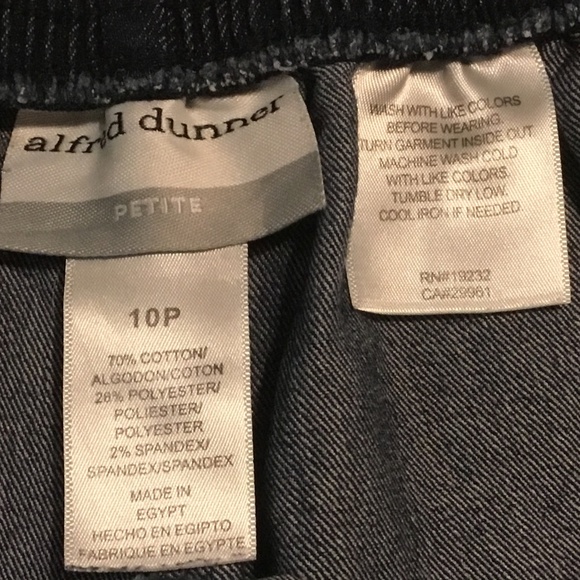 alfred dunner
PETITE
10P
70% COTTON/
ALGODON/COTON
28% POLYESTER/
POLIESTER/
POLYESTER
2% SPANDEX/
SPANDEX/SPANDEX
MADE IN
EGYPT
HECHO EN EGIPTO
FABRIQUE EN EGYPTE
WASH WITH LIKE COLORS
BEFORE WEARING.
TURN GARMENT INSIDE OUT.
MACHINE WASH COLD
WITH LIKE COLORS.
TUMBLE DRY LOW.
COOL IRON IF NEEDED.
RN#19232
CA#29961